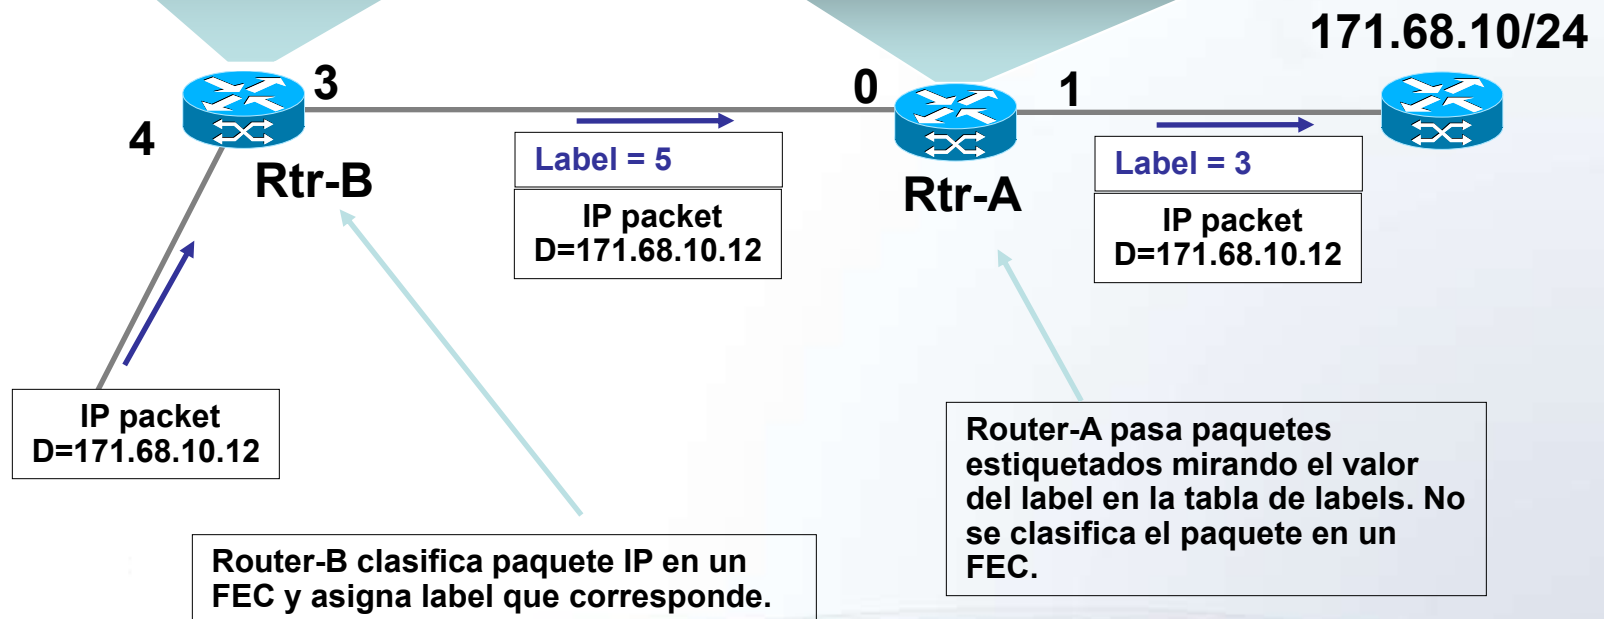 171.68.10/24
3
0
1
4
Rtr-B
Label = 5
IP packet
D=171.68.10.12
Rtr-A
Label = 3
IP packet
D=171.68.10.12
IP packet
D=171.68.10.12
Router-A pasa paquetes
estiquetados mirando el valor
del label en la tabla de labels. No
se clasifica el paquete en un
FEC.
Router-B clasifica paquete IP en un
FEC y asigna label que corresponde.